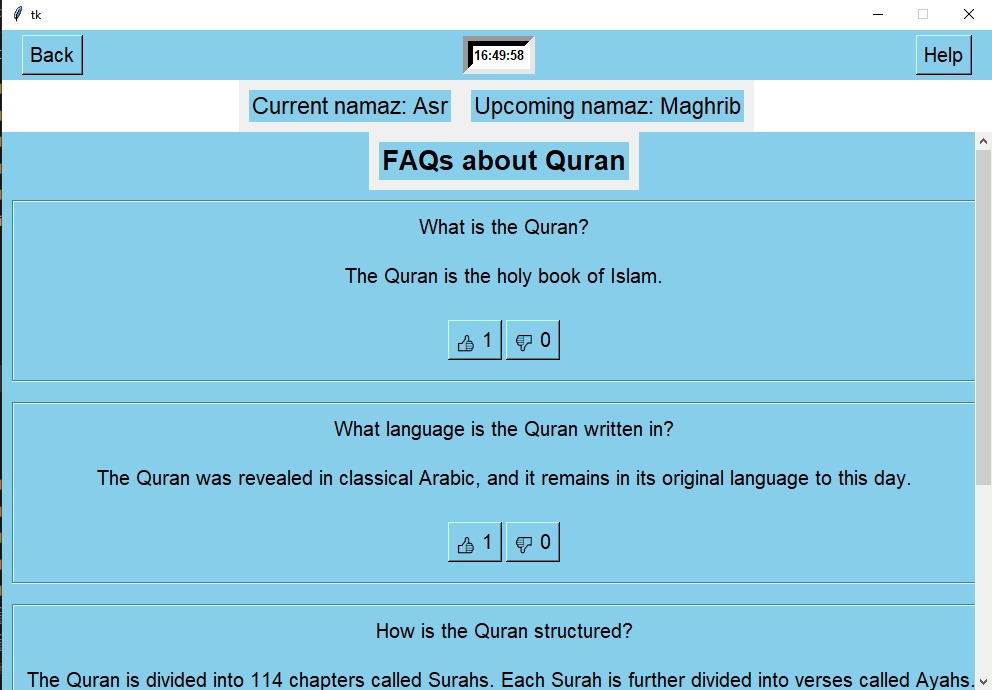 tk
Back
16:49:58
Help
Current namaz: Asr
Upcoming namaz: Maghrib
FAQs about Quran
What is the Quran?
The Quran is the holy book of Islam.
1
0
What language is the Quran written in?
The Quran was revealed in classical Arabic, and it remains in its original language to this day.
1
0
How is the Quran structured?
The Quran is divided into 114 chapters called Surahs. Each Surah is further divided into verses called Ayahs.